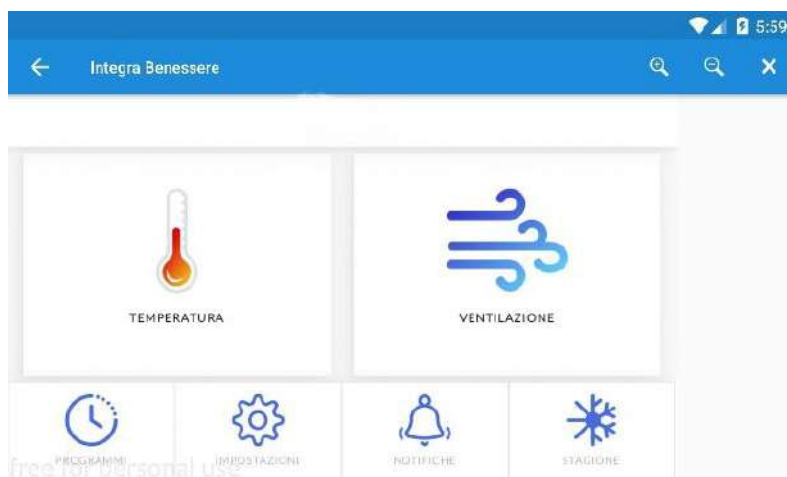 5:59
Integra Benessere
TEMPERATURA
VENTILAZIONE
PROGRAMMI
IMPOSTAZIONI
NOTIFICHE
STAGIONE
free for personal use